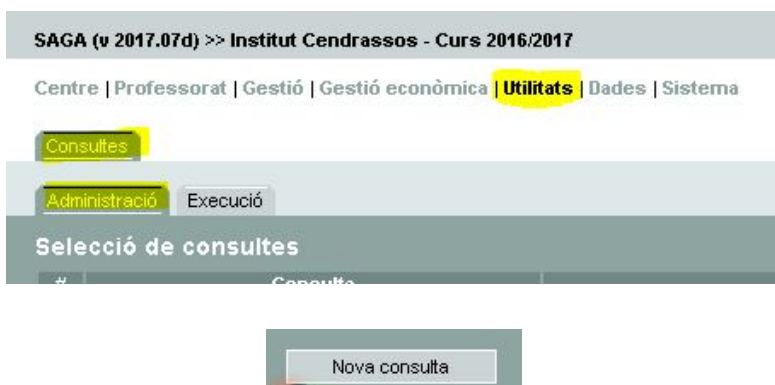 SAGA (v 2017.07d) >> Institut Cendrassos - Curs 2016/2017
Centre | Professorat | Gestió | Gestió econòmica | Utilitats | Dades | Sistema
Consultes
Administració Execució
Selecció de consultes
# Consulta
Nova consulta